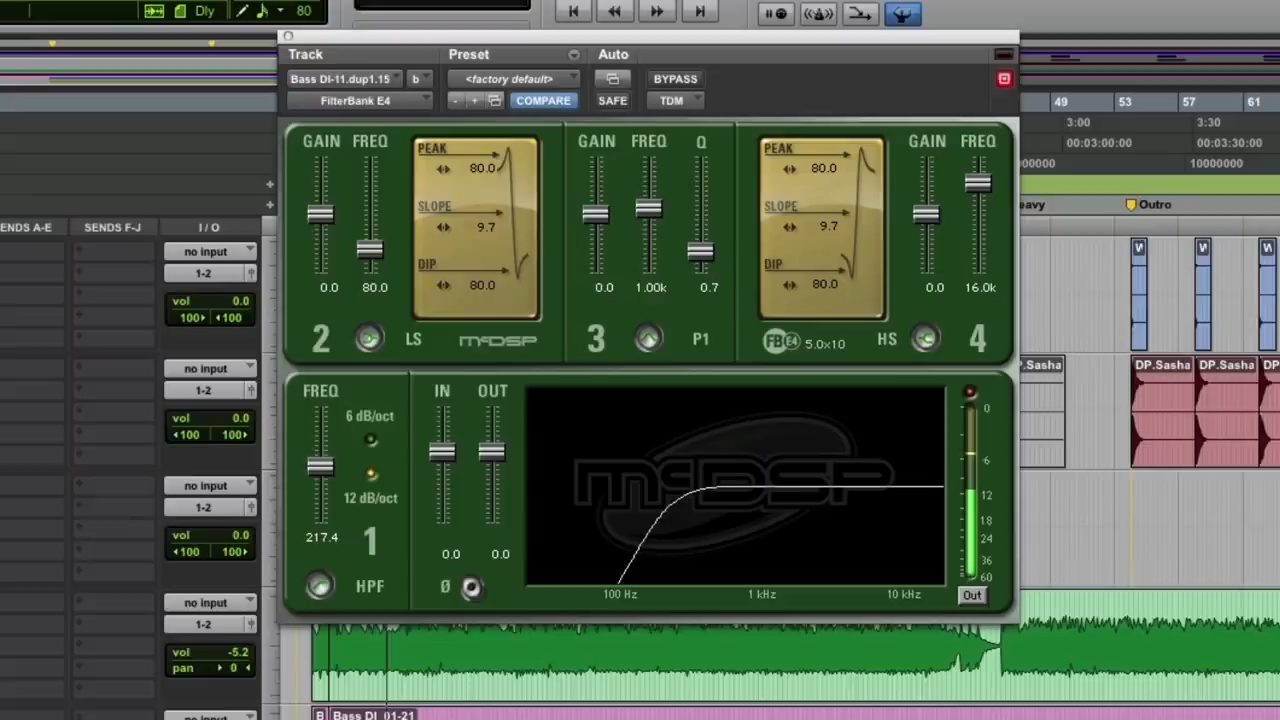 Dly
80
Track
Preset
Auto
Bass DI-11.dup1.15
b
<factory default>
BYPASS
FilterBank E4
- +
COMPARE
SAFE
TDM
49 53 57 61
3:00 3:30
00:03:00:00 00:03:30:00
10000000
Outro
SENDS F-J
I / O
GAIN FREQ
PEAK
80.0
SLOPE
9.7
DIP
80.0
0.0 80.0
2
LS
McDSP
GAIN FREQ Q
0.0 1.00k 0.7
3
P1
PEAK
80.0
SLOPE
9.7
DIP
80.0
GAIN FREQ
0.0 16.0k
FB E4 5.0x10
HS
4
FREQ
6 dB/oct
12 dB/oct
217.4
1
HPF
IN OUT
0.0 0.0
Ø
McDSP
100 Hz 1 kHz 10 kHz
0
6
12
18
24
36
60
Out
no input
1-2
vol 0.0
100 100
no input
1-2
vol 0.0
100 100
no input
1-2
vol 0.0
100 100
no input
1-2
vol -5.2
pan 0
DP.Sasha DP.Sasha
B Bass DI_01-21